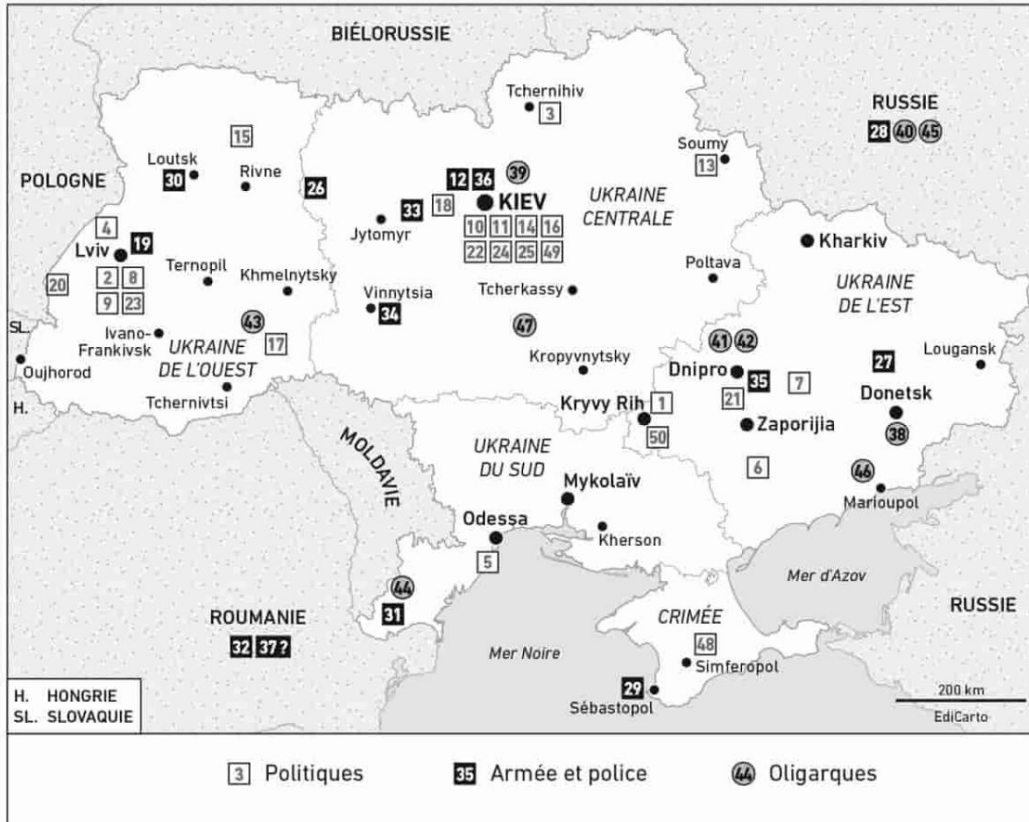 BIÉLORUSSIE
Tchernihiv
3
RUSSIE
28 40 45
15
Loutsk
30
Rivne
Soumy
13
POLOGNE
26
39
12 36
KIEV
18
33
Jytomyr
UKRAINE
CENTRALE
10 11 14 16
22 24 25 49
4
Lviv
19
20
2 8
9 23
Ternopil
Khmelnytsky
Kharkiv
Poltava
UKRAINE
DE L'EST
Vinnytsia
34
Tcherkassy
47
SL.
Ivano-
Frankivsk
43
17
UKRAINE
DE L'OUEST
Oujhorod
H.
Tchernivtsi
Kropyvnytsky
41 42
Dnipro
35
21
7
27
Lougansk
Donetsk
38
Kryvy Rih
1
50
Zaporijia
6
46
Marioupol
MOLDAVIE
UKRAINE
DU SUD
Mykolaïv
Odessa
Kherson
5
44
31
Mer d'Azov
RUSSIE
ROUMANIE
32 37 ?
CRIMÉE
48
Simferopol
Mer Noire
29
Sébastopol
H. HONGRIE
SL. SLOVAQUIE
200 km
EdiCarto
3 Politiques
35 Armée et police
44 Oligarques